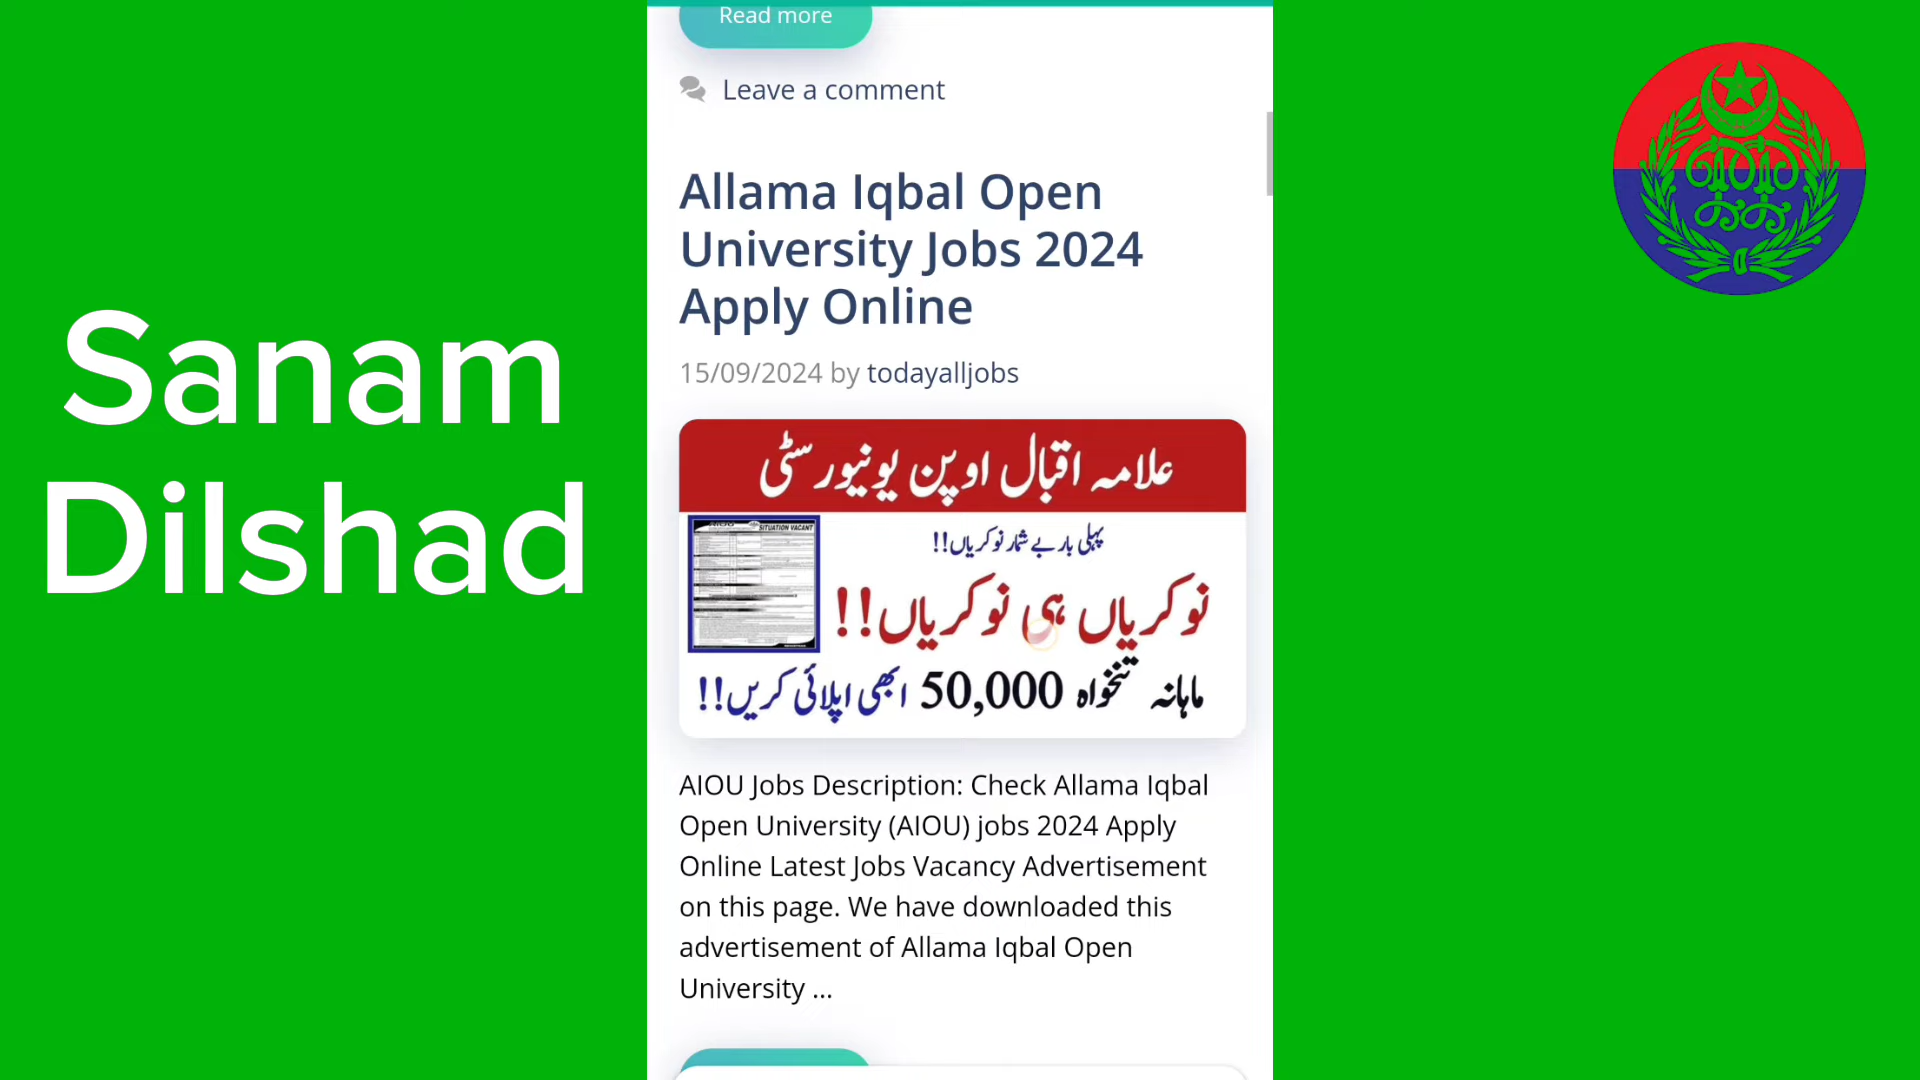 Sanam
Dilshad
Read more
Leave a comment
Allama Iqbal Open
University Jobs 2024
Apply Online
15/09/2024 by todayalljobs
علامہ اقبال اوپن یونیورسٹی
پہلی بار بے شمار نوکریاں!!
SITUATION VACANT
نوکریاں ہی نوکریاں!!
ماہانہ تنخواہ 50,000 ابھی اپلائی کریں!!
AIOU Jobs Description: Check Allama Iqbal
Open University (AIOU) jobs 2024 Apply
Online Latest Jobs Vacancy Advertisement
on this page. We have downloaded this
advertisement of Allama Iqbal Open
University ...